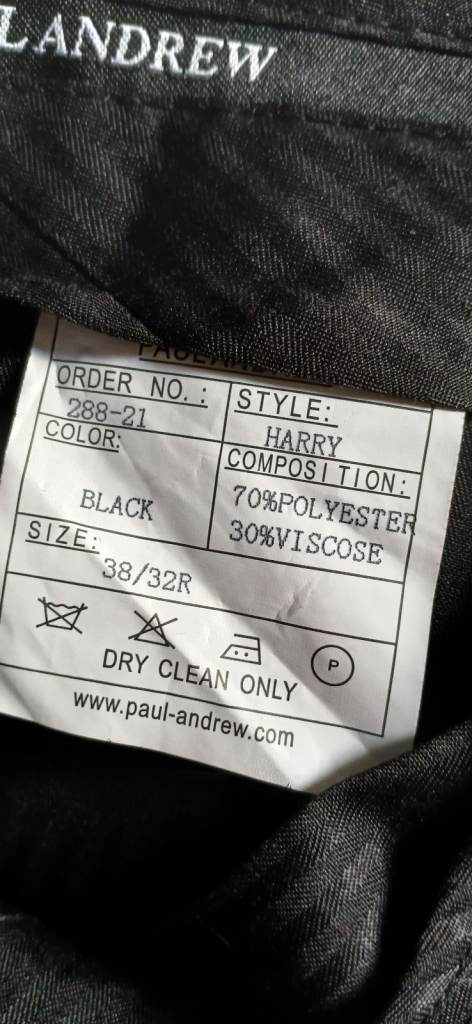 LANDREW
ORDER NO.:
288-21
STYLE:
HARRY
COLOR:
BLACK
COMPOSITION:
70%POLYESTER
30%VISCOSE
SIZE:
38/32R
P
DRY CLEAN ONLY
www.paul-andrew.com